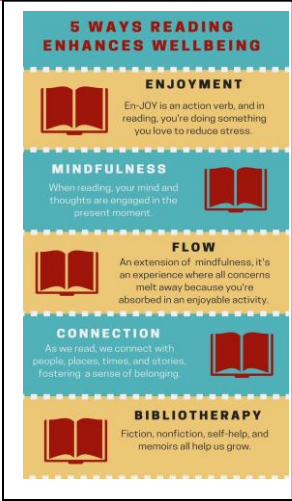 5 WAYS READING
ENHANCES WELLBEING
ENJOYMENT
En-JOY is an action verb, and in
reading, you're doing something
you love to reduce stress.
MINDFULNESS
When reading, your mind and
thoughts are engaged in the
present moment.
FLOW
An extension of mindfulness, it's
an experience where all concerns
melt away because you're
absorbed in an enjoyable activity.
CONNECTION
As we read, we connect with
people, places, times, and stories,
fostering a sense of belonging.
BIBLIOTHERAPY
Fiction, nonfiction, self-help, and
memoirs all help us grow.